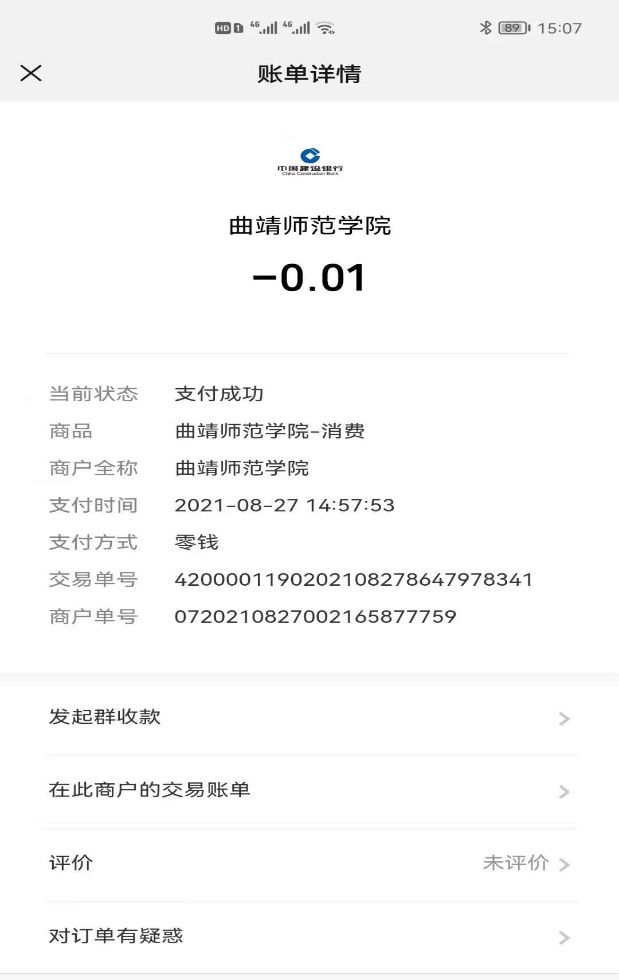 HD 1 4G 4G 89 15:07
账单详情
中国建设银行
China Construction Bank
曲靖师范学院
-0.01
当前状态 支付成功
商品 曲靖师范学院-消费
商户全称 曲靖师范学院
支付时间 2021-08-27 14:57:53
支付方式 零钱
交易单号 4200001190202108278647978341
商户单号 0720210827002165877759
发起群收款
在此商户的交易账单
评价 未评价
对订单有疑惑